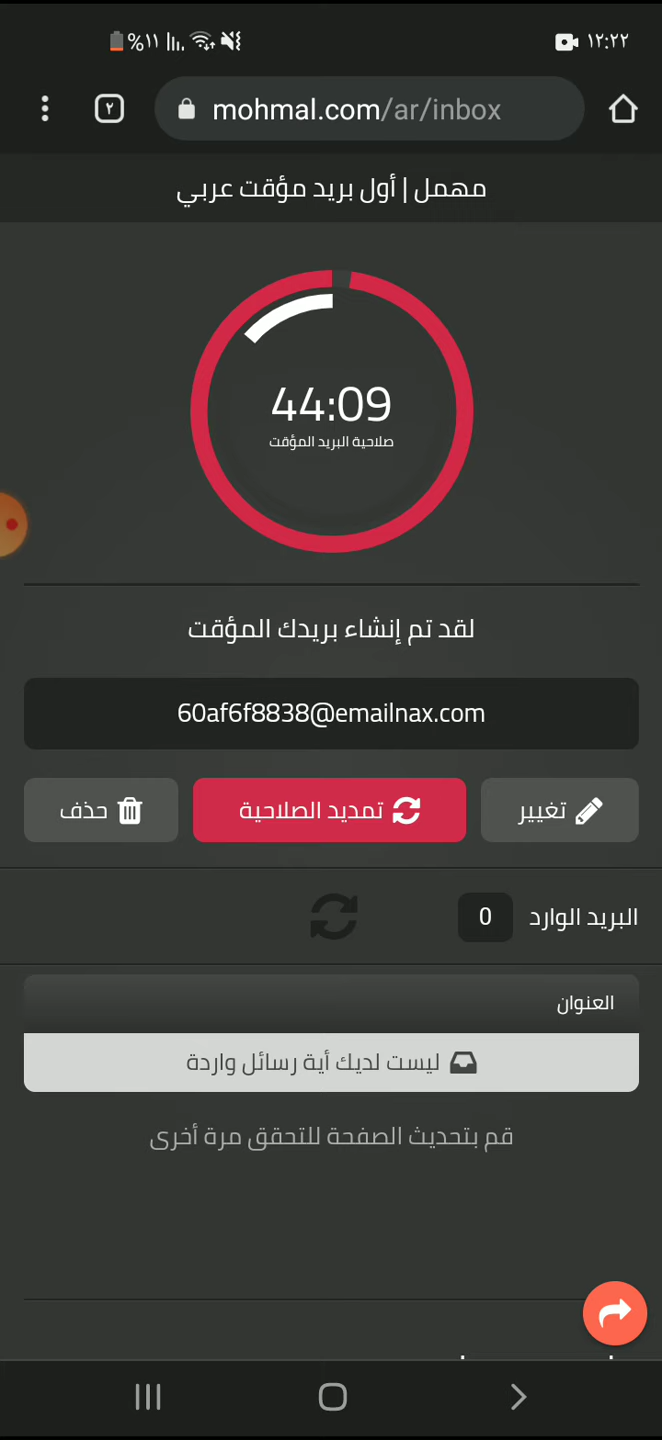 ١٢:٢٢
%١١
٢
mohmal.com/ar/inbox
مهمل | أول بريد مؤقت عربي
44:09
صلاحية البريد المؤقت
لقد تم إنشاء بريدك المؤقت
60af6f8838@emailnax.com
تغيير
تمديد الصلاحية
حذف
البريد الوارد 0
العنوان
ليست لديك أية رسائل واردة
قم بتحديث الصفحة للتحقق مرة أخرى